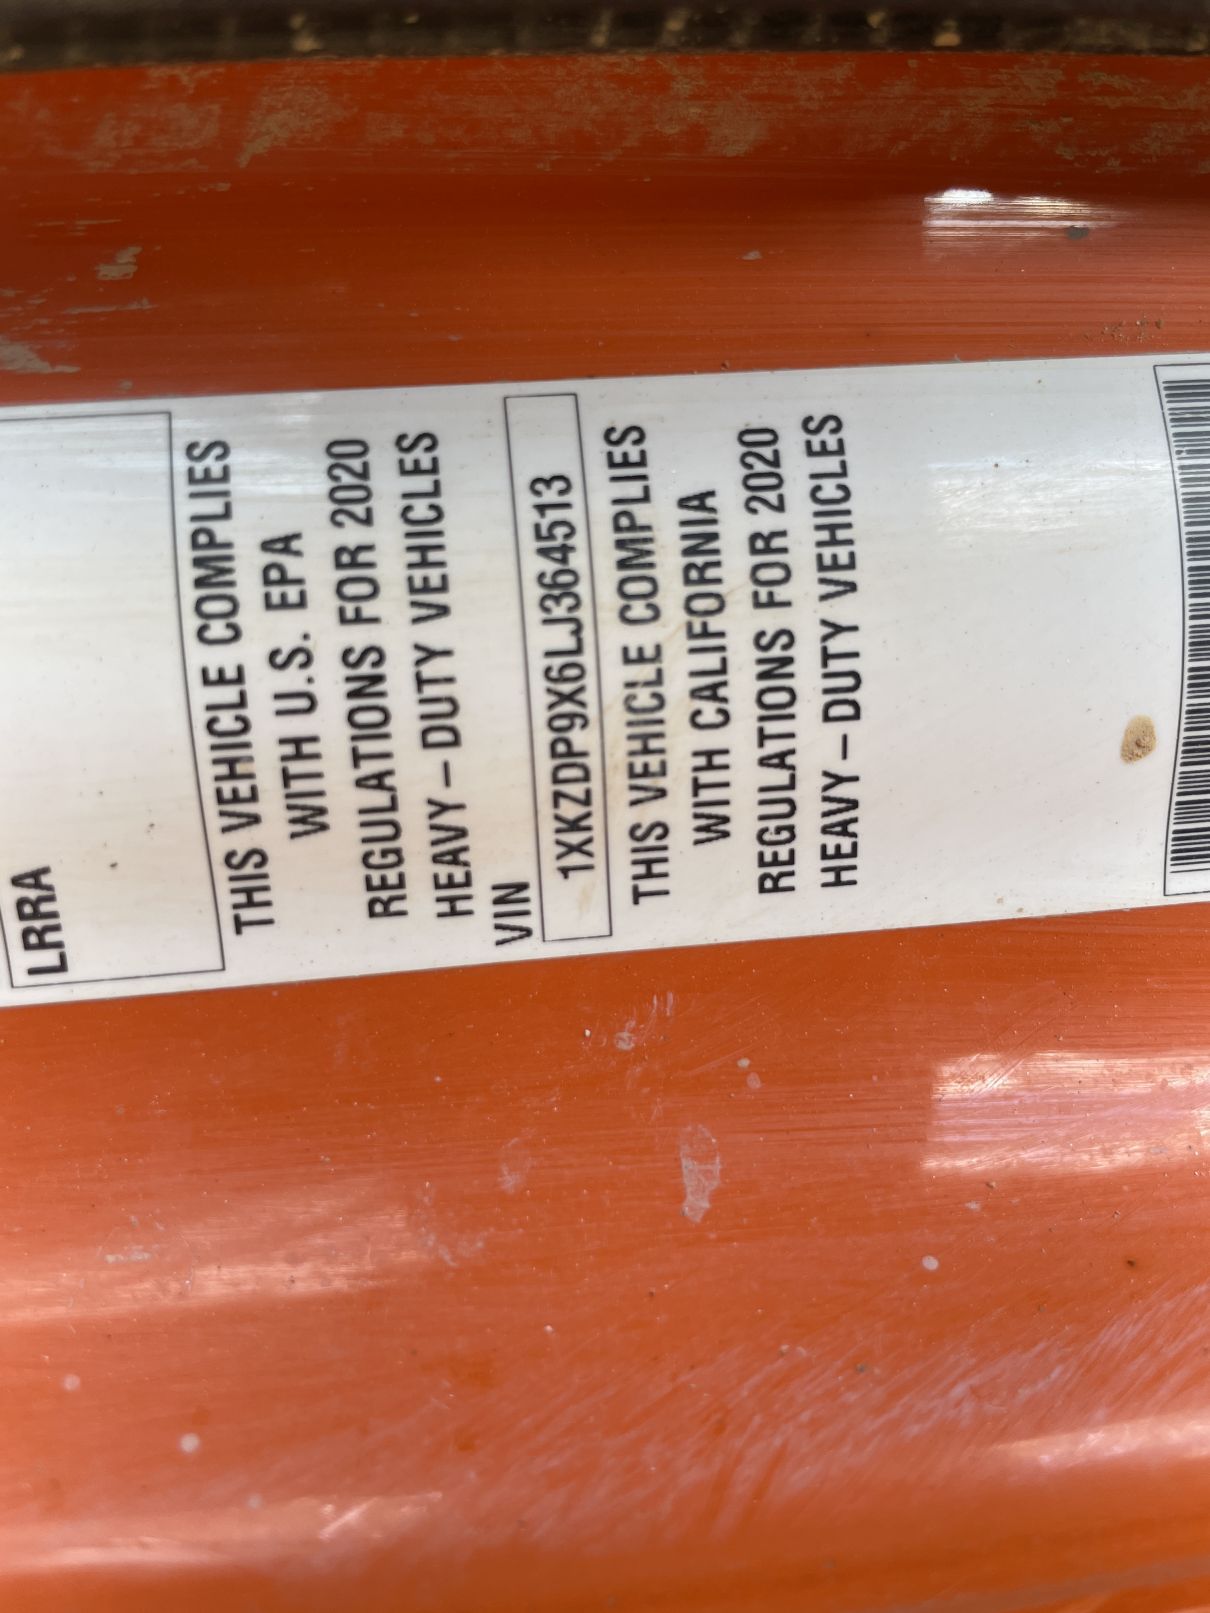 LRRA
THIS VEHICLE COMPLIES
WITH U.S. EPA
REGULATIONS FOR 2020
HEAVY-DUTY VEHICLES
VIN
1XKZDP9X6LJ364513
THIS VEHICLE COMPLIES
WITH CALIFORNIA
REGULATIONS FOR 2020
HEAVY-DUTY VEHICLES